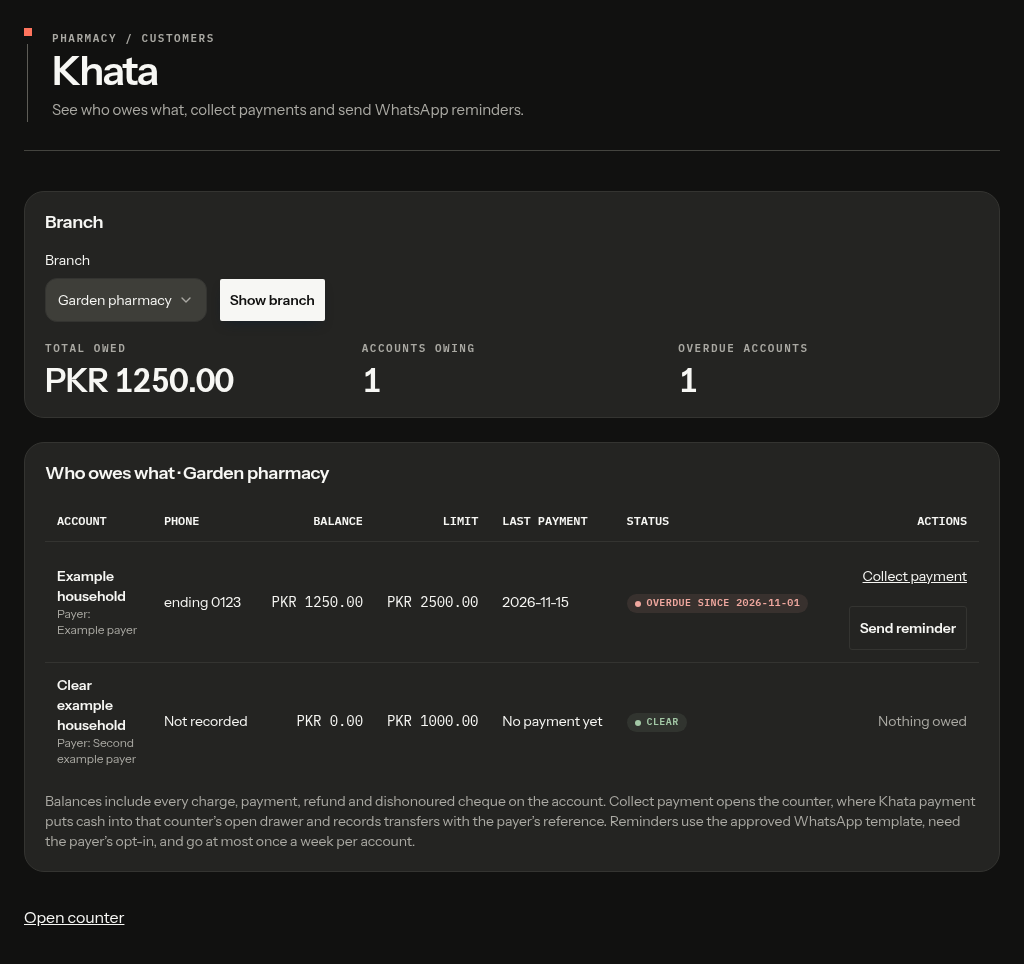 PHARMACY / CUSTOMERS
Khata
See who owes what, collect payments and send WhatsApp reminders.
Branch
Branch
Garden pharmacy
Show branch
TOTAL OWED
ACCOUNTS OWING
OVERDUE ACCOUNTS
PKR 1250.00
1
1
Who owes what · Garden pharmacy
ACCOUNT PHONE BALANCE LIMIT LAST PAYMENT STATUS ACTIONS
Example
household
Payer:
Example payer
ending 0123
PKR 1250.00
PKR 2500.00
2026-11-15
OVERDUE SINCE 2026-11-01
Collect payment
Send reminder
Clear
example
household
Payer: Second
example payer
Not recorded
PKR 0.00
PKR 1000.00
No payment yet
CLEAR
Nothing owed
Balances include every charge, payment, refund and dishonoured cheque on the account. Collect payment opens the counter, where Khata payment
puts cash into that counter’s open drawer and records transfers with the payer’s reference. Reminders use the approved WhatsApp template, need
the payer’s opt-in, and go at most once a week per account.
Open counter